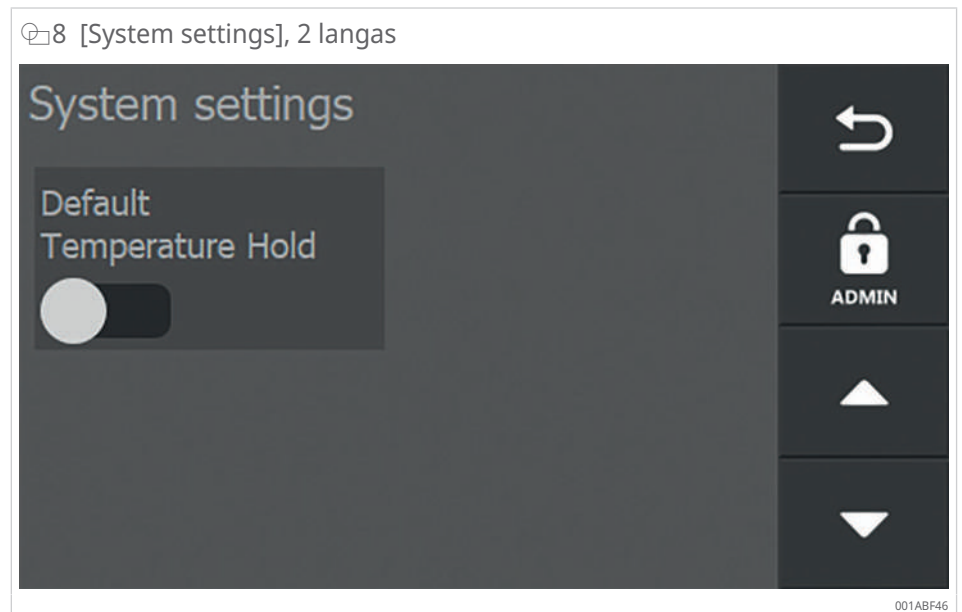 8 [System settings], 2 langas
System settings
Default
Temperature Hold
ADMIN
001ABF46